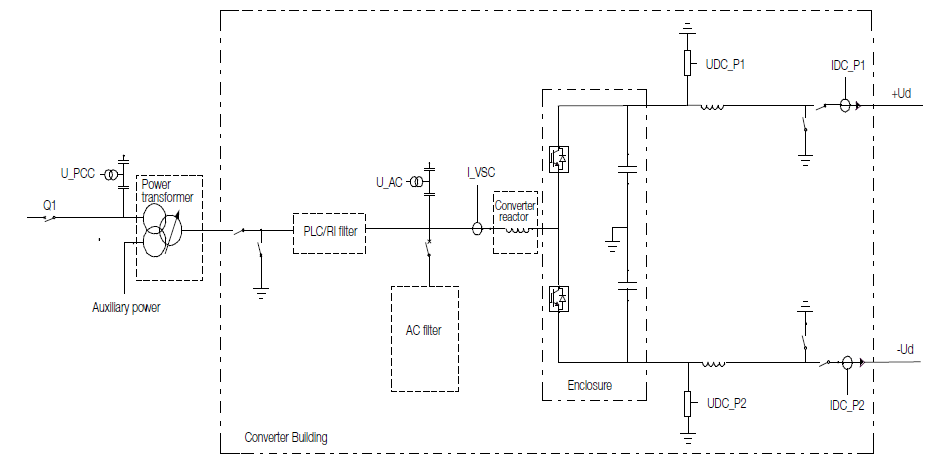 UDC_P1
IDC_P1
+Ud
U_PCC
Power
transformer
U_AC
I_VSC
Q1
Converter
reactor
PLC/RI filter
Auxiliary power
AC filter
-Ud
Enclosure
UDC_P2
IDC_P2
Converter Building